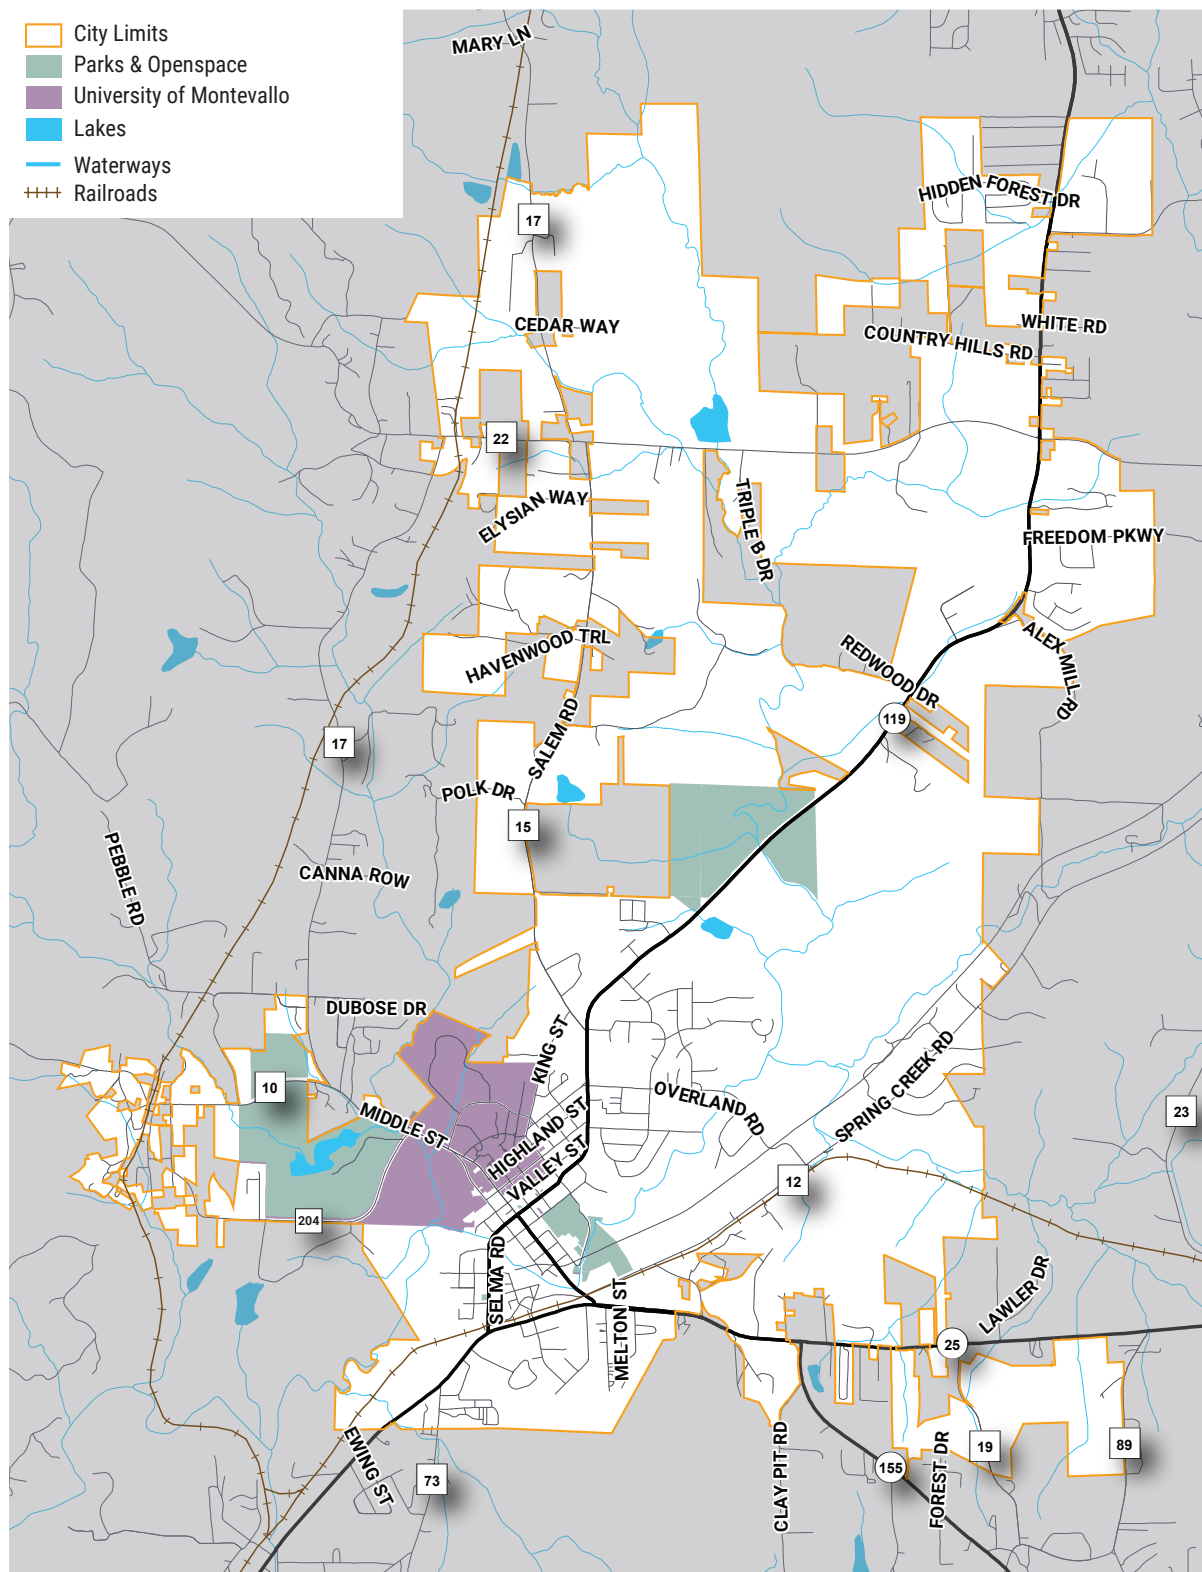 City Limits
Parks & Openspace
University of Montevallo
Lakes
Waterways
Railroads
MARY LN
17
HIDDEN FOREST DR
CEDAR WAY
WHITE RD
COUNTRY HILLS RD
22
ELYSIAN WAY
TRIPLE B DR
FREEDOM PKWY
HAVENWOOD TRL
ALEX MILL RD
REDWOOD DR
119
17
SALEM RD
POLK DR
15
PEBBLE RD
CANNA ROW
DUBOSE DR
KING ST
10
OVERLAND RD
SPRING CREEK RD
23
MIDDLE ST
HIGHLAND ST
VALLEY ST
12
204
SELMA RD
MELTON ST
LAWLER DR
25
EWING ST
73
CLAY PIT RD
155
FOREST DR
19
89